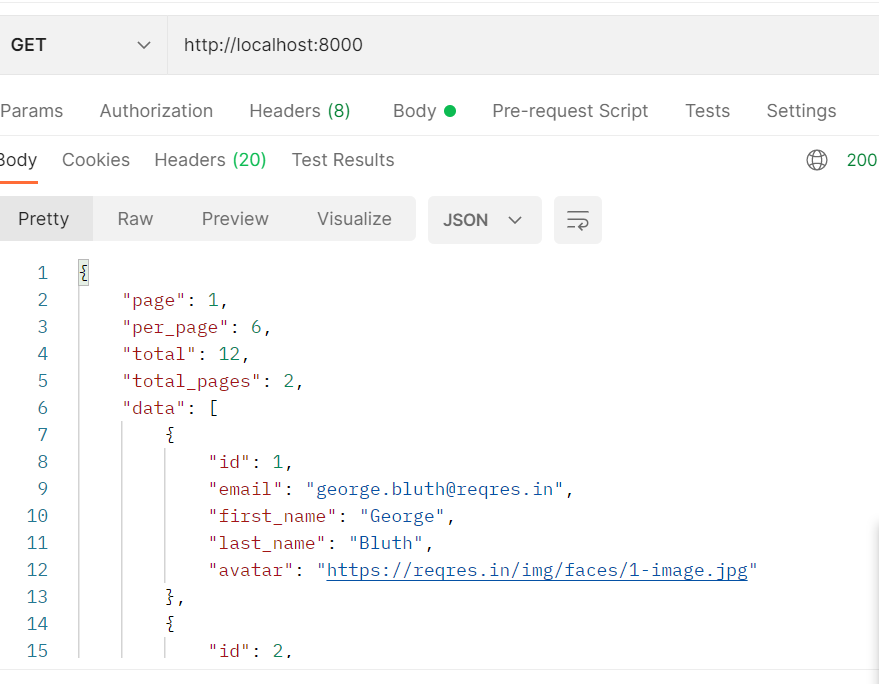 GET http://localhost:8000
Params Authorization Headers (8) Body Pre-request Script Tests Settings
Body Cookies Headers (20) Test Results 200
Pretty Raw Preview Visualize JSON
1 {
2 "page": 1,
3 "per_page": 6,
4 "total": 12,
5 "total_pages": 2,
6 "data": [
7 {
8 "id": 1,
9 "email": "george.bluth@reqres.in",
10 "first_name": "George",
11 "last_name": "Bluth",
12 "avatar": "https://reqres.in/img/faces/1-image.jpg"
13 },
14 {
15 "id": 2,